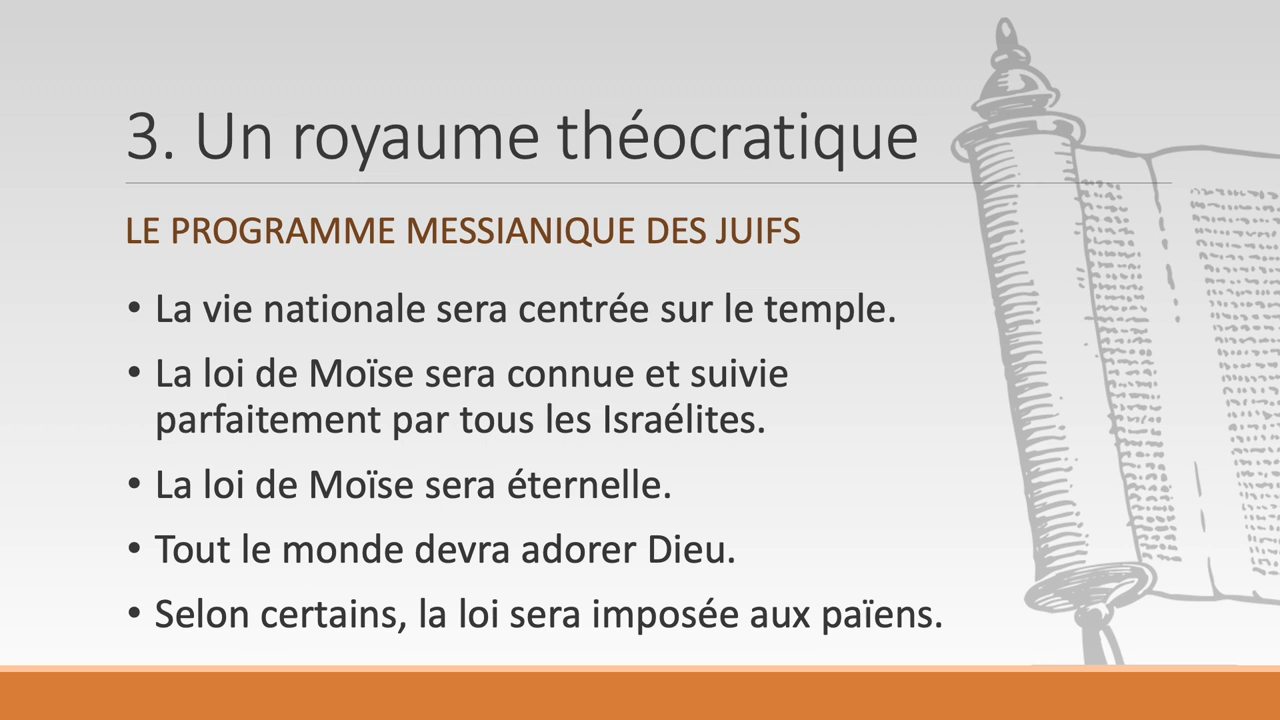 3. Un royaume théocratique
LE PROGRAMME MESSIANIQUE DES JUIFS
• La vie nationale sera centrée sur le temple.
• La loi de Moïse sera connue et suivie
parfaitement par tous les Israélites.
• La loi de Moïse sera éternelle.
• Tout le monde devra adorer Dieu.
• Selon certains, la loi sera imposée aux païens.